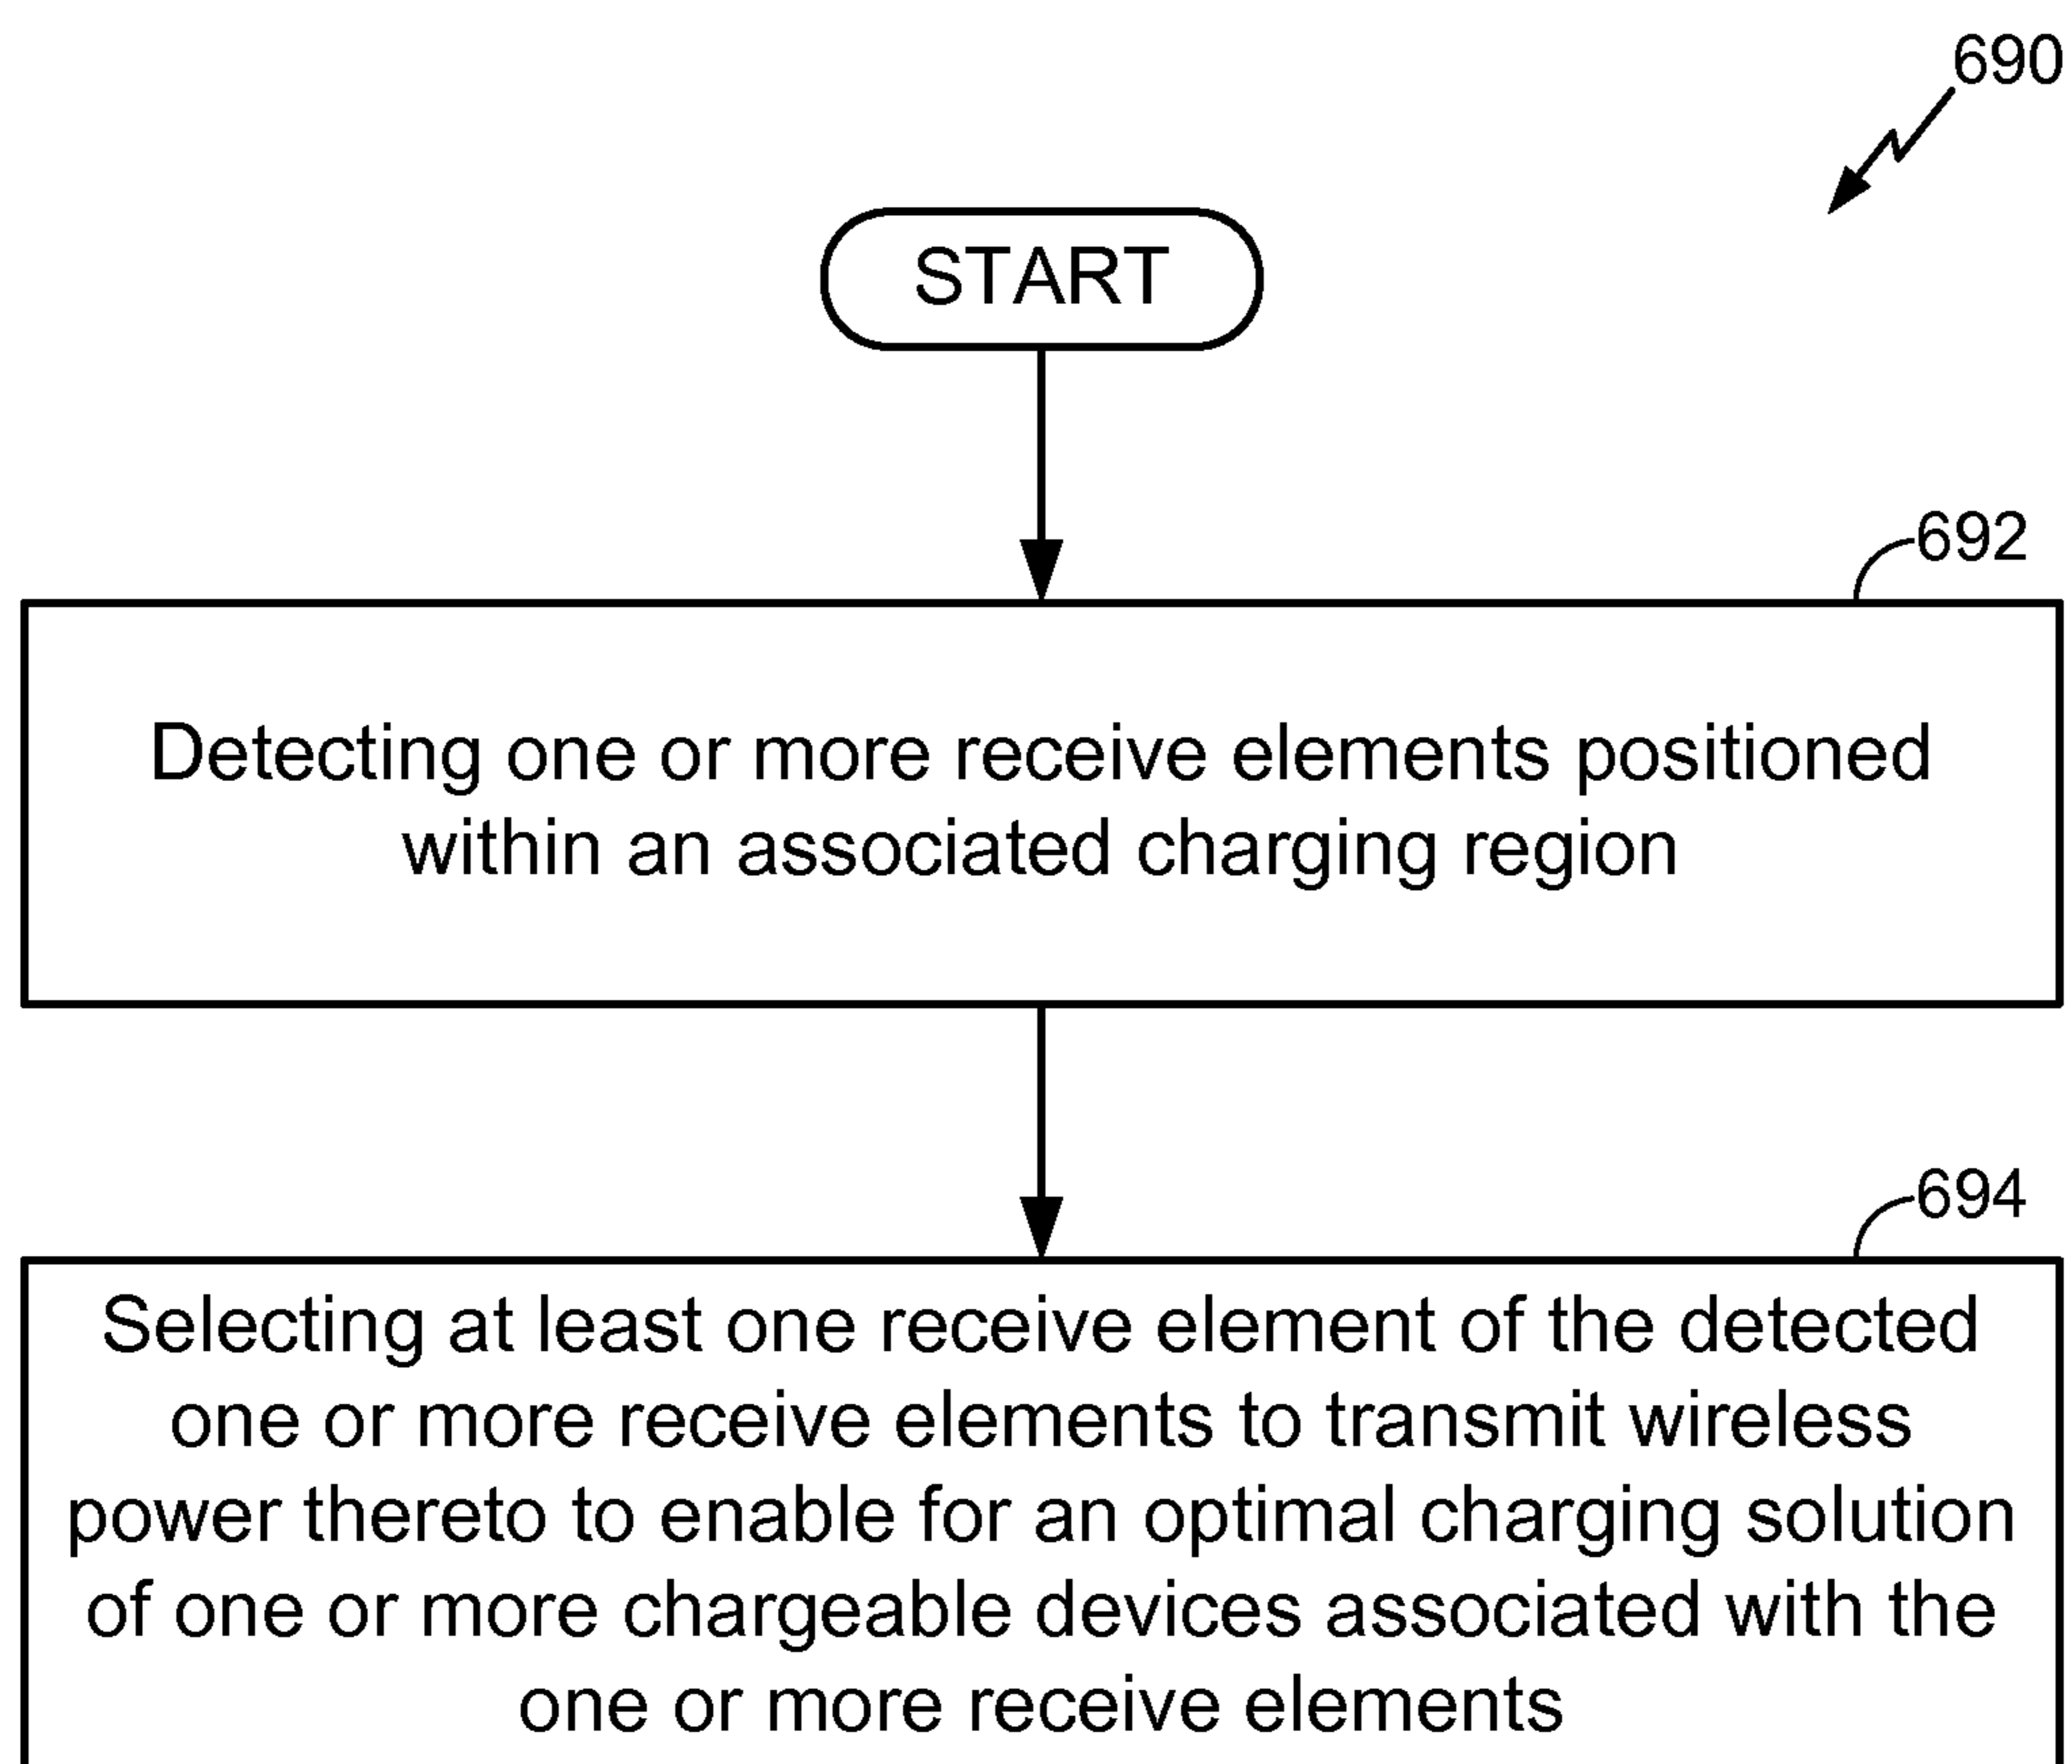 690
START
692
Detecting one or more receive elements positioned
within an associated charging region
694
Selecting at least one receive element of the detected
one or more receive elements to transmit wireless
power thereto to enable for an optimal charging solution
of one or more chargeable devices associated with the
one or more receive elements